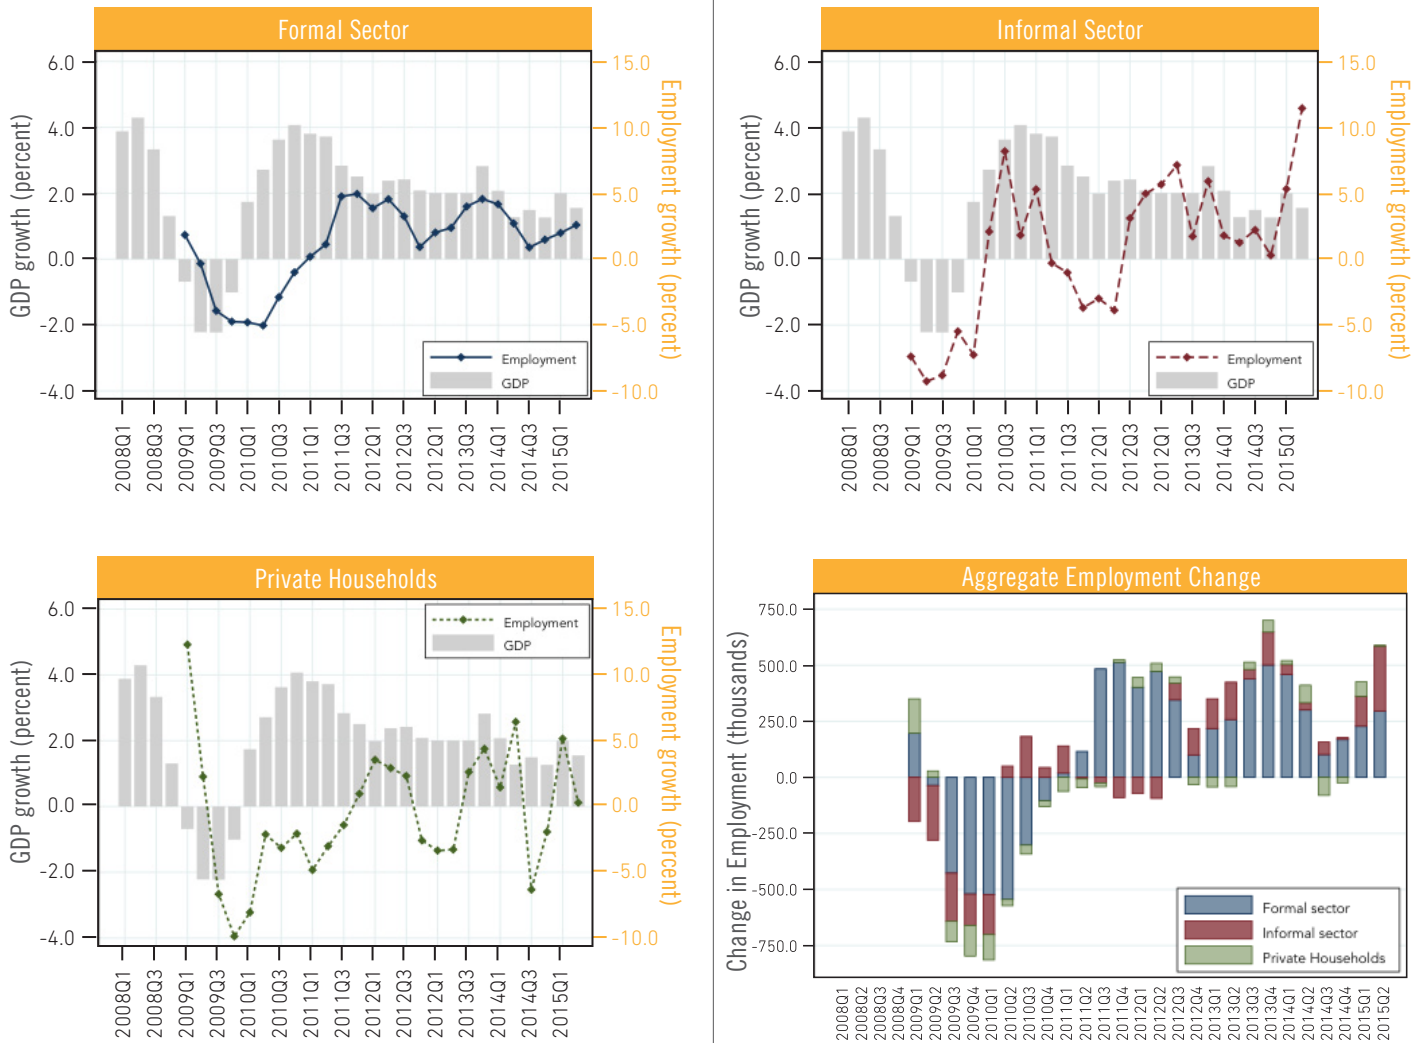 Formal Sector
6.0
4.0
2.0
0.0
-2.0
-4.0
GDP growth (percent)
15.0
10.0
5.0
0.0
-5.0
-10.0
Employment growth (percent)
Employment
GDP
2008Q1
2008Q3
2009Q1
2009Q3
2010Q1
2010Q3
2011Q1
2011Q3
2012Q1
2012Q3
2013Q1
2013Q3
2014Q1
2014Q3
2015Q1
Informal Sector
6.0
4.0
2.0
0.0
-2.0
-4.0
GDP growth (percent)
15.0
10.0
5.0
0.0
-5.0
-10.0
Employment growth (percent)
Employment
GDP
2008Q1
2008Q3
2009Q1
2009Q3
2010Q1
2010Q3
2011Q1
2011Q3
2012Q1
2012Q3
2012Q1
2013Q3
2014Q1
2014Q3
2015Q1
Private Households
6.0
4.0
2.0
0.0
-2.0
-4.0
GDP growth (percent)
15.0
10.0
5.0
0.0
-5.0
-10.0
Employment growth (percent)
Employment
GDP
2008Q1
2008Q3
2009Q1
2009Q3
2010Q1
2010Q3
2011Q1
2011Q3
2012Q1
2012Q3
2013Q1
2013Q3
2014Q1
2014Q3
2015Q1
Aggregate Employment Change
750.0
500.0
250.0
0.0
-250.0
-500.0
-750.0
Change in Employment (thousands)
Formal sector
Informal sector
Private Households
2008Q1
2008Q2
2008Q3
2008Q4
2009Q1
2009Q2
2009Q3
2009Q4
2010Q1
2010Q2
2010Q3
2010Q4
2011Q1
2011Q2
2011Q3
2011Q4
2012Q1
2012Q2
2012Q3
2012Q4
2013Q1
2013Q2
2013Q3
2013Q4
2014Q1
2014Q2
2014Q3
2014Q4
2015Q1
2015Q2